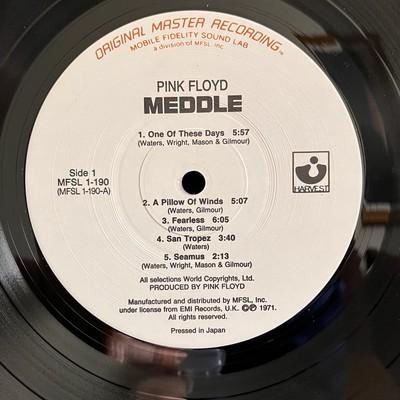 ORIGINAL MASTER RECORDING™
MOBILE FIDELITY SOUND LAB
a division of MFSL, Inc.
PINK FLOYD
MEDDLE
1. One Of These Days 5:57
(Waters, Wright, Mason & Gilmour)
Side 1
MFSL 1-190
(MFSL 1-190-A)
HARVEST
2. A Pillow Of Winds 5:07
(Waters, Gilmour)
3. Fearless 6:05
(Waters, Gilmour)
4. San Tropez 3:40
(Waters)
5. Seamus 2:13
(Waters, Wright, Mason & Gilmour)
All selections World Copyrights, Ltd.
PRODUCED BY PINK FLOYD
Manufactured and distributed by MFSL, Inc.
under license from EMI Records, U.K. ©℗ 1971.
All rights reserved.
Pressed in Japan